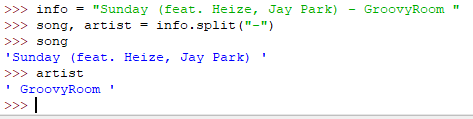 >>> info = "Sunday (feat. Heize, Jay Park) - GroovyRoom "
>>> song, artist = info.split("-")
>>> song
'Sunday (feat. Heize, Jay Park) '
>>> artist
' GroovyRoom '
>>>